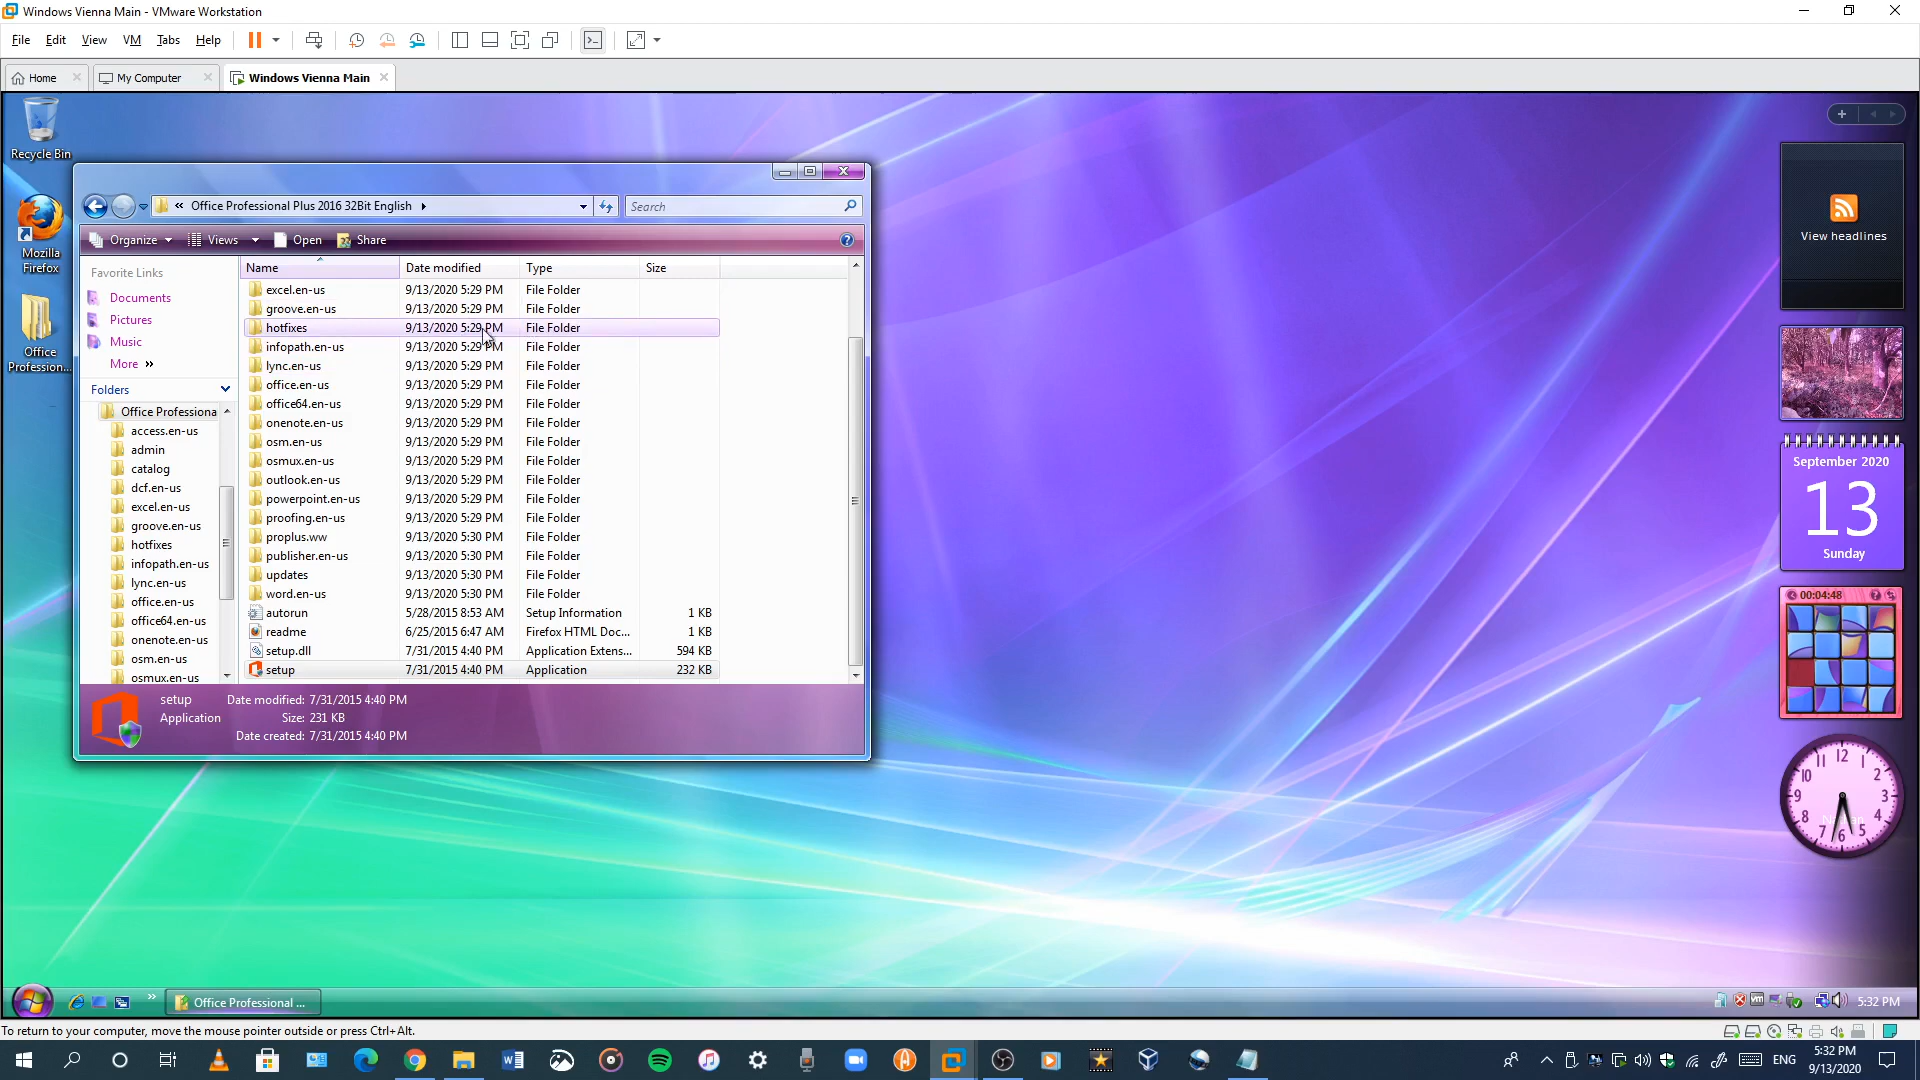 Windows Vienna Main - VMware Workstation
File Edit View VM Tabs Help
Home My Computer Windows Vienna Main
Recycle Bin
Mozilla
Firefox
Office
Profession...
« Office Professional Plus 2016 32Bit English
Search
Organize Views Open Share
Favorite Links
Documents
Pictures
Music
More »
Folders
Office Professiona
access.en-us
admin
catalog
dcf.en-us
excel.en-us
groove.en-us
hotfixes
infopath.en-us
lync.en-us
office.en-us
office64.en-us
onenote.en-us
osm.en-us
osmux.en-us
Name Date modified Type Size
excel.en-us 9/13/2020 5:29 PM File Folder
groove.en-us 9/13/2020 5:29 PM File Folder
hotfixes 9/13/2020 5:29 PM File Folder
infopath.en-us 9/13/2020 5:29 PM File Folder
lync.en-us 9/13/2020 5:29 PM File Folder
office.en-us 9/13/2020 5:29 PM File Folder
office64.en-us 9/13/2020 5:29 PM File Folder
onenote.en-us 9/13/2020 5:29 PM File Folder
osm.en-us 9/13/2020 5:29 PM File Folder
osmux.en-us 9/13/2020 5:29 PM File Folder
outlook.en-us 9/13/2020 5:29 PM File Folder
powerpoint.en-us 9/13/2020 5:29 PM File Folder
proofing.en-us 9/13/2020 5:29 PM File Folder
proplus.ww 9/13/2020 5:30 PM File Folder
publisher.en-us 9/13/2020 5:30 PM File Folder
updates 9/13/2020 5:30 PM File Folder
word.en-us 9/13/2020 5:30 PM File Folder
autorun 5/28/2015 8:53 AM Setup Information 1 KB
readme 6/25/2015 6:47 AM Firefox HTML Doc... 1 KB
setup.dll 7/31/2015 4:40 PM Application Extens... 594 KB
setup 7/31/2015 4:40 PM Application 232 KB
setup Date modified: 7/31/2015 4:40 PM
Application Size: 231 KB
Date created: 7/31/2015 4:40 PM
View headlines
September 2020
13
Sunday
00:04:48
12 1 2 3 4 5 6 7 8 9 10 11
Office Professional ...
5:32 PM
To return to your computer, move the mouse pointer outside or press Ctrl+Alt.
ENG
5:32 PM
9/13/2020